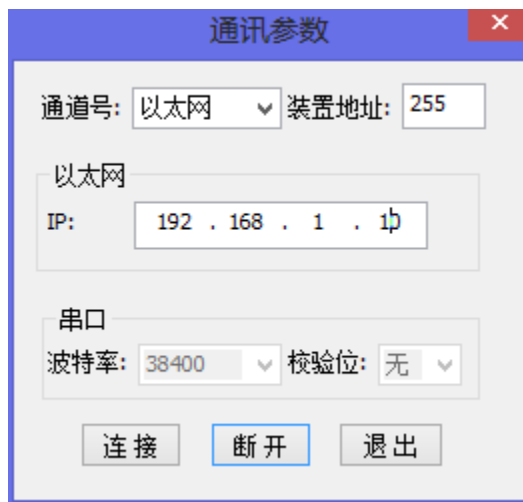 通讯参数
通道号: 以太网 装置地址: 255
以太网
IP: 192 . 168 . 1 . 10
串口
波特率: 38400 校验位: 无
连接 断开 退出